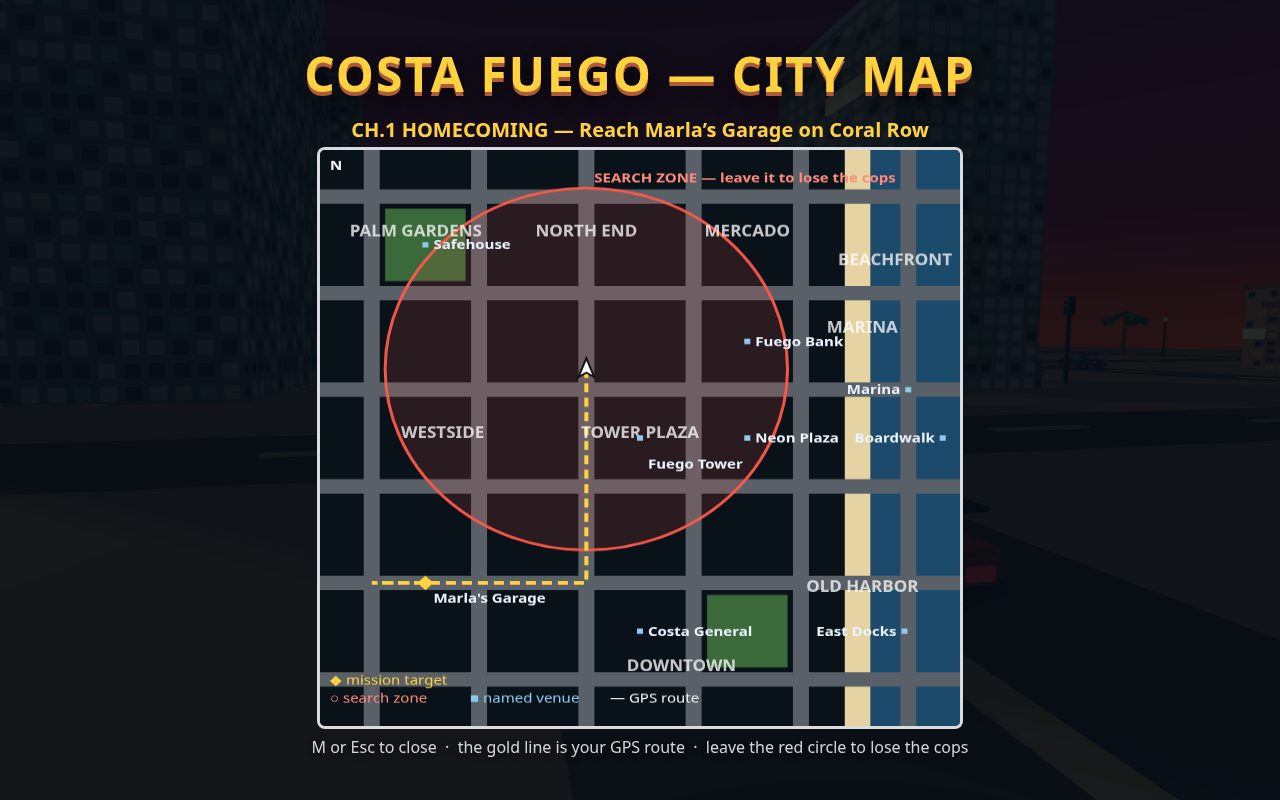 COSTA FUEGO — CITY MAP
CH.1 HOMECOMING — Reach Marla's Garage on Coral Row
N
SEARCH ZONE — leave it to lose the cops
PALM GARDENS
NORTH END
MERCADO
Safehouse
BEACHFRONT
MARINA
Fuego Bank
Marina
WESTSIDE
TOWER PLAZA
Neon Plaza
Boardwalk
Fuego Tower
OLD HARBOR
Marla's Garage
Costa General
East Docks
DOWNTOWN
◆ mission target
○ search zone
■ named venue
— GPS route
M or Esc to close · the gold line is your GPS route · leave the red circle to lose the cops